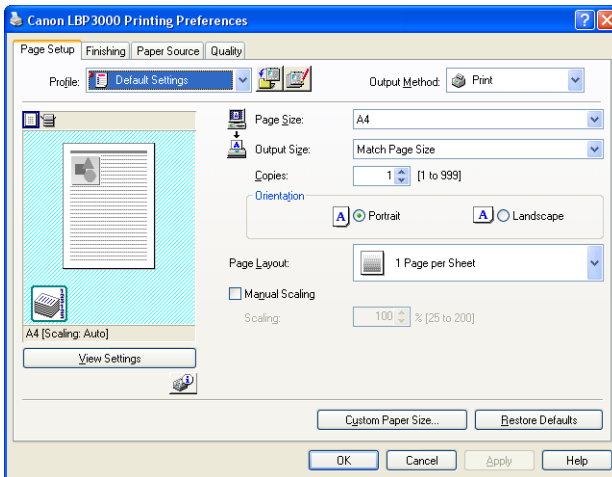 Canon LBP3000 Printing Preferences
Page Setup Finishing Paper Source Quality
Profile: Default Settings Output Method: Print
Page Size: A4
Output Size: Match Page Size
Copies: 1 [1 to 999]
Orientation
A Portrait A Landscape
Page Layout: 1 Page per Sheet
Manual Scaling
Scaling: 100 % [25 to 200]
A4 [Scaling: Auto]
View Settings
Custom Paper Size... Restore Defaults
OK Cancel Apply Help